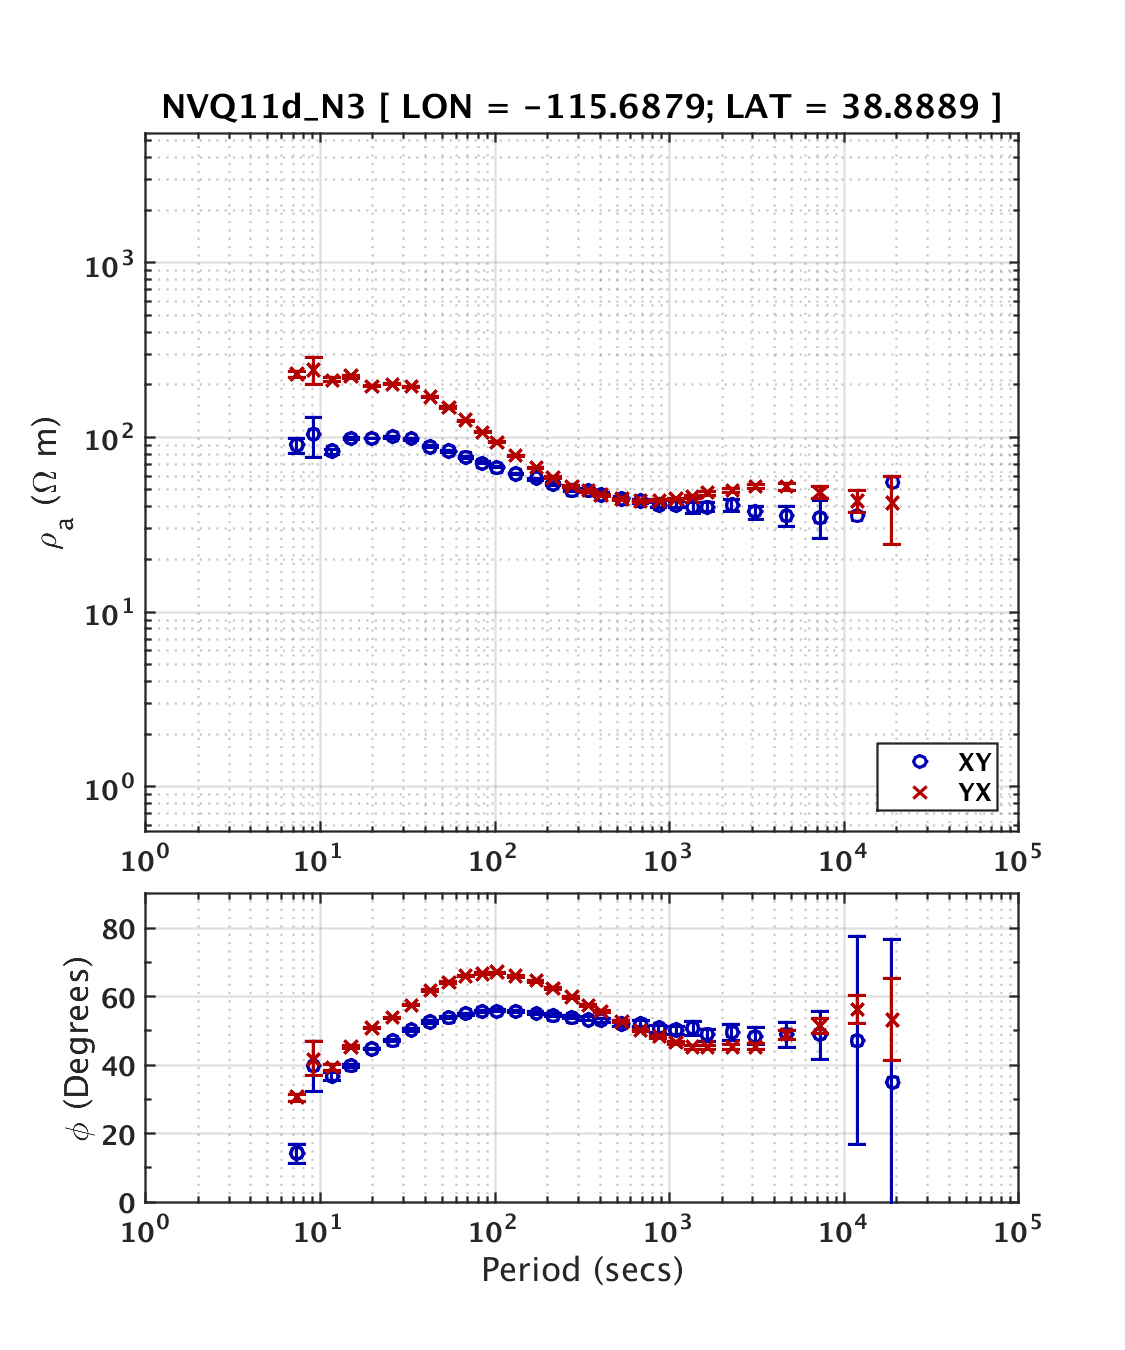 NVQ11d_N3 [ LON = -115.6879; LAT = 38.8889 ]
ρa (Ω m)
10³
10²
10¹
10⁰
XY
YX
10⁰ 10¹ 10² 10³ 10⁴ 10⁵
ϕ (Degrees)
80
60
40
20
0
10⁰ 10¹ 10² 10³ 10⁴ 10⁵
Period (secs)